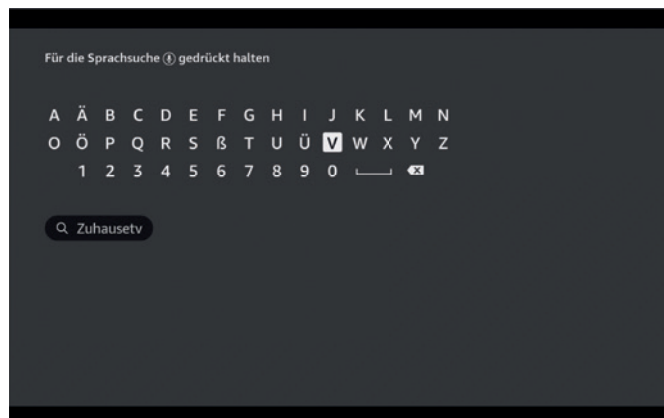 Für die Sprachsuche gedrückt halten
A Ä B C D E F G H I J K L M N
O Ö P Q R S ß T U Ü V W X Y Z
1 2 3 4 5 6 7 8 9 0
Zuhausetv